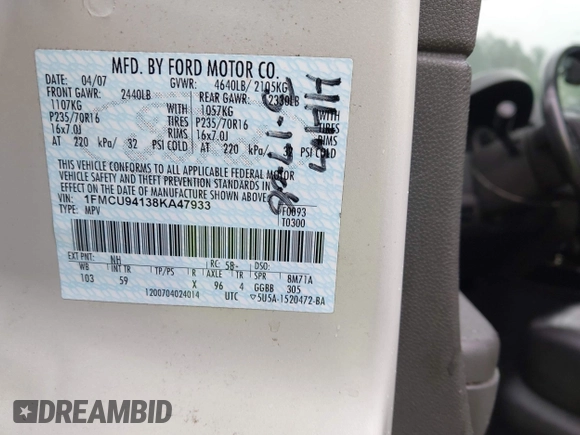 MFD. BY FORD MOTOR CO.
DATE: 04/07 GVWR: 4640LB/ 2105KG
FRONT GAWR: 2440LB REAR GAWR: 2330LB
1107KG WITH 1057KG WITH
P235/70R16 TIRES P235/70R16 TIRES
16x7.0J RIMS 16x7.0J RIMS
AT 220 kPa/ 32 PSI COLD AT 220 kPa/ 32 PSI COLD
THIS VEHICLE CONFORMS TO ALL APPLICABLE FEDERAL MOTOR
VEHICLE SAFETY AND THEFT PREVENTION STANDARDS IN
EFFECT ON THE DATE OF MANUFACTURE SHOWN ABOVE.
VIN: 1FMCU94138KA47933 F0093
TYPE: MPV T0300
EXT PNT: NH RC: 5B- DSO:
WB INT TR TP/PS R AXLE TR SPR 8M71A
103 59 X 96 4 GGBB 305
1200704024014 UTC 5U5A-1520472-BA
DREAMBID